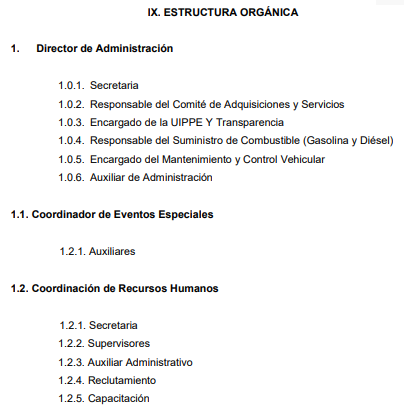 IX. ESTRUCTURA ORGÁNICA
1. Director de Administración
1.0.1. Secretaria
1.0.2. Responsable del Comité de Adquisiciones y Servicios
1.0.3. Encargado de la UIPPE Y Transparencia
1.0.4. Responsable del Suministro de Combustible (Gasolina y Diésel)
1.0.5. Encargado del Mantenimiento y Control Vehicular
1.0.6. Auxiliar de Administración
1.1. Coordinador de Eventos Especiales
1.2.1. Auxiliares
1.2. Coordinación de Recursos Humanos
1.2.1. Secretaria
1.2.2. Supervisores
1.2.3. Auxiliar Administrativo
1.2.4. Reclutamiento
1.2.5. Capacitación